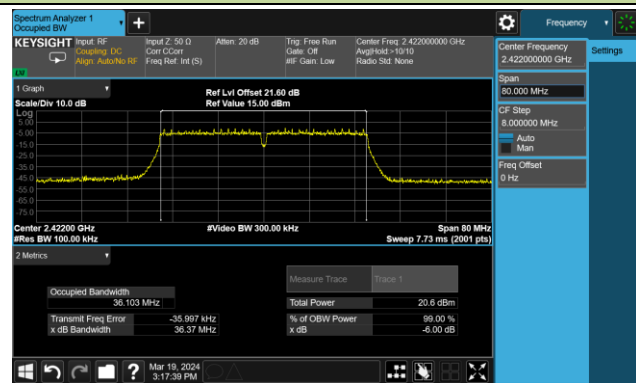 Spectrum Analyzer 1
Occupied BW
Frequency
KEYSIGHT
Input: RF
Coupling: DC
Align: Auto/No RF
Input Z: 50 Ω
Corr CCorr
Freq Ref: Int (S)
Atten: 20 dB
Trig: Free Run
Gate: Off
#IF Gain: Low
Center Freq: 2.422000000 GHz
Avg|Hold:>10/10
Radio Std: None
Center Frequency
2.422000000 GHz
Settings
Span
80.000 MHz
CF Step
8.000000 MHz
Auto
Man
Freq Offset
0 Hz
1 Graph
Scale/Div 10.0 dB
Ref Lvl Offset 21.60 dB
Ref Value 15.00 dBm
Log
5.00
-5.00
-15.0
-25.0
-35.0
-45.0
-55.0
-65.0
-75.0
Center 2.42200 GHz
#Res BW 100.00 kHz
#Video BW 300.00 kHz
Span 80 MHz
Sweep 7.73 ms (2001 pts)
2 Metrics
Measure Trace
Trace 1
Occupied Bandwidth
36.103 MHz
Total Power
20.6 dBm
Transmit Freq Error
-35.997 kHz
% of OBW Power
99.00 %
x dB Bandwidth
36.37 MHz
x dB
-6.00 dB
Mar 19, 2024
3:17:39 PM